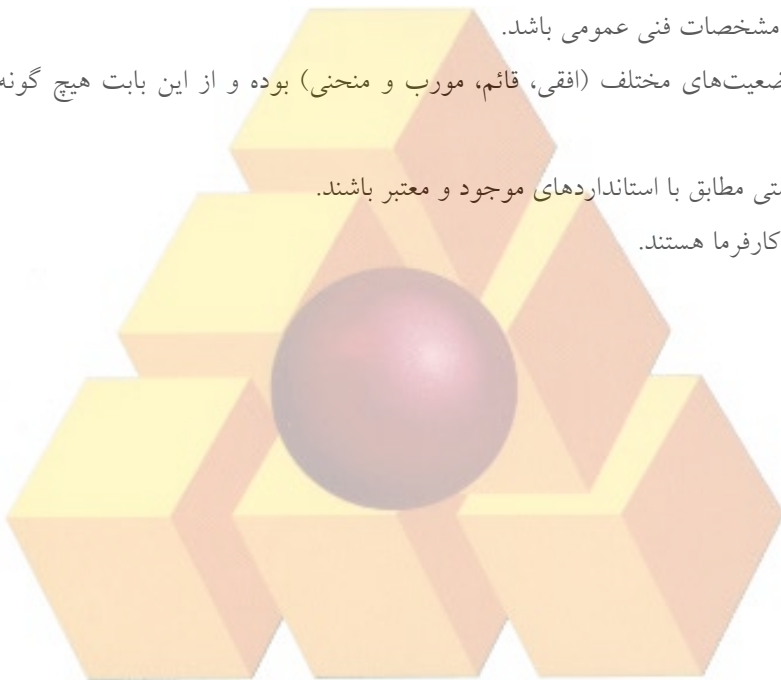 مشخصات فنی عمومی باشد.
ضعیت‌های مختلف (افقی، قائم، مورب و منحنی) بوده و از این بابت هیچ گونه
مطابق با استانداردهای موجود و معتبر باشند.
کارفرما هستند.